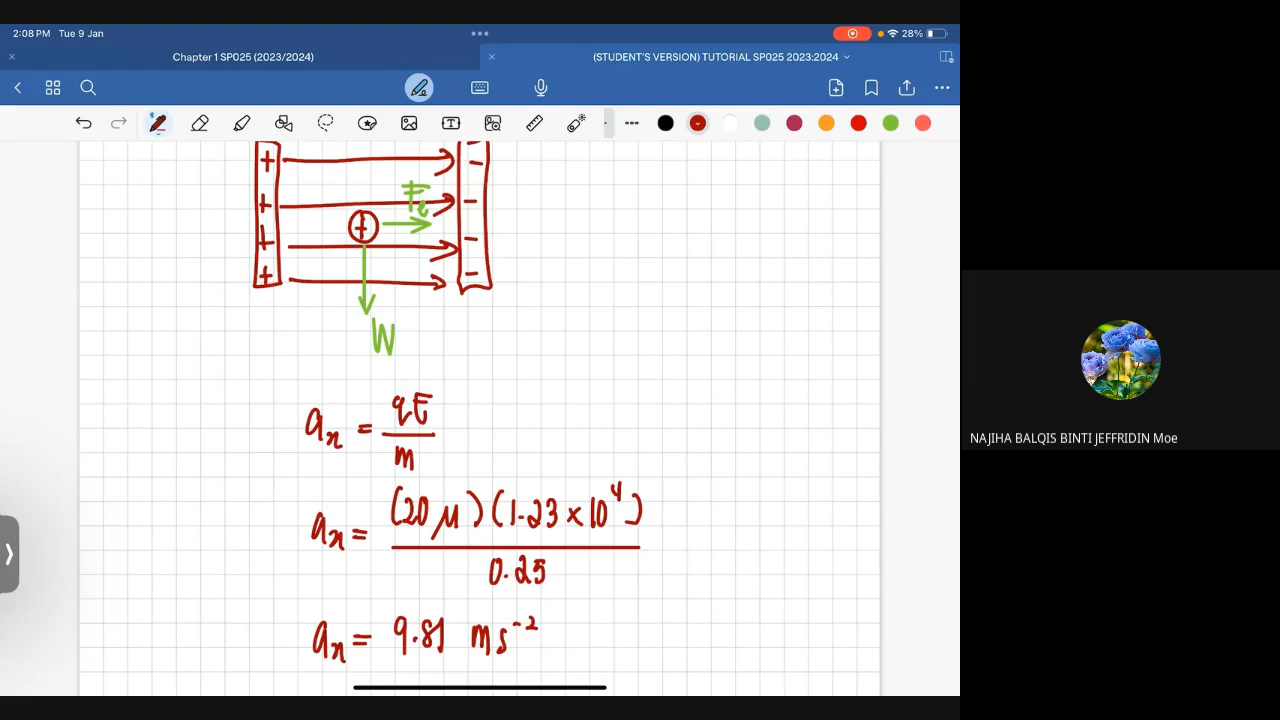 2:08 PM Tue 9 Jan
28%
Chapter 1 SP025 (2023/2024)
(STUDENT'S VERSION) TUTORIAL SP025 2023:2024
+ -
+ -
+ -
+ -
+
Fe
W
ax = qE / m
ax = (20 μ)(1.23 × 10⁴) / 0.25
ax = 9.81 ms⁻²
NAJIHA BALQIS BINTI JEFFRIDIN Moe